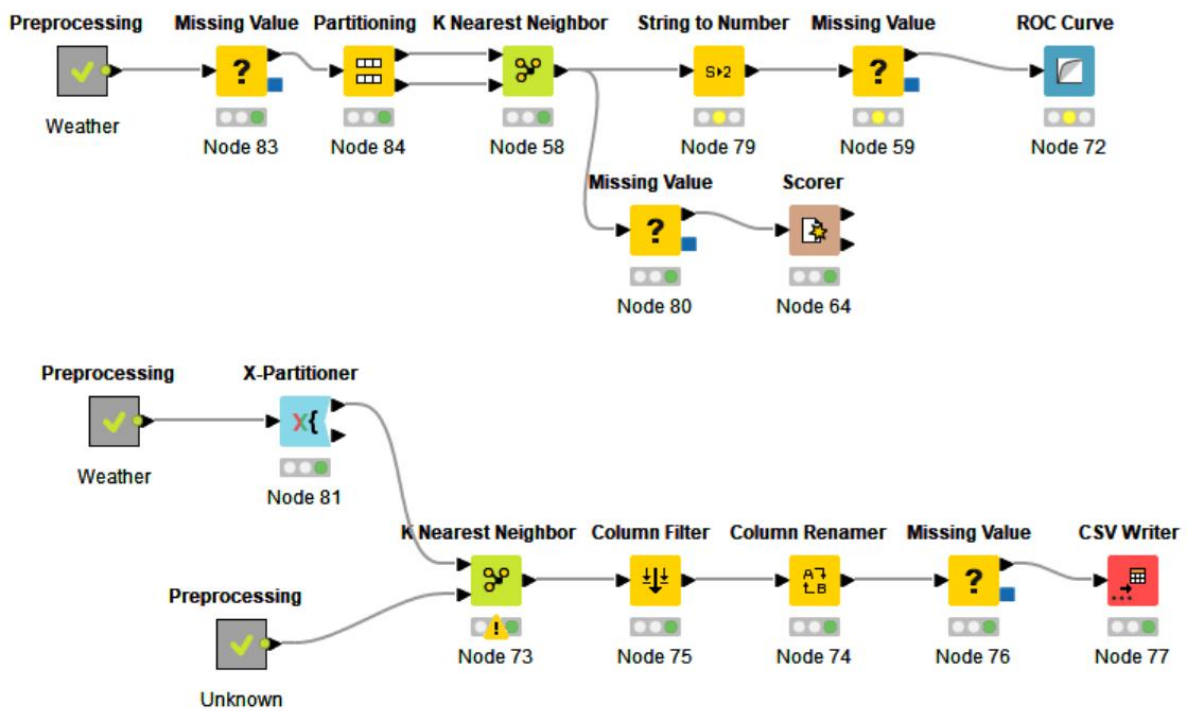 Preprocessing Missing Value Partitioning K Nearest Neighbor String to Number Missing Value ROC Curve
? S▸2 ?
Weather Node 83 Node 84 Node 58 Node 79 Node 59 Node 72
Missing Value Scorer
?
Node 80 Node 64
Preprocessing X-Partitioner
X{
Weather Node 81
K Nearest Neighbor Column Filter Column Renamer Missing Value CSV Writer
Preprocessing
A B ?
! Node 73 Node 75 Node 74 Node 76 Node 77
Unknown